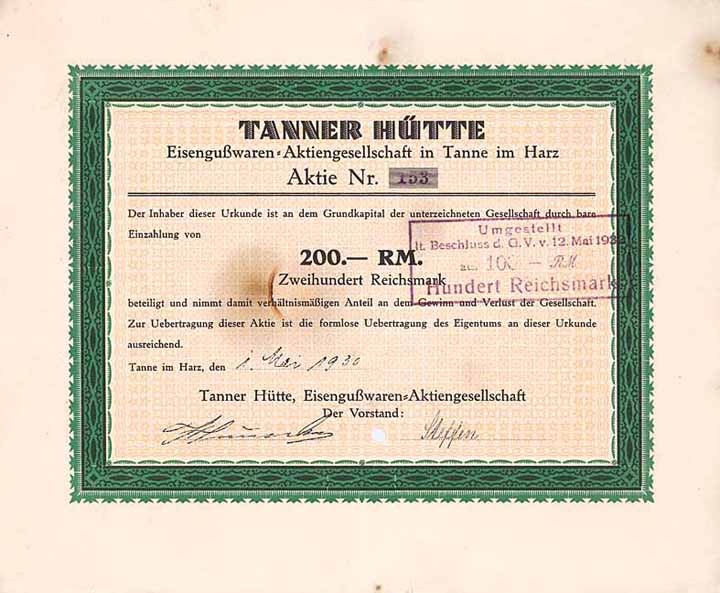 TANNER HÜTTE
Eisengußwaren=Aktiengesellschaft in Tanne im Harz
Aktie Nr. 153
Der Inhaber dieser Urkunde ist an dem Grundkapital der unterzeichneten Gesellschaft durch bare
Einzahlung von
200.— RM.
Zweihundert Reichsmark
Umgestellt
lt. Beschluss d. G. V. v. 12. Mai 1932
auf 100 — RM
Hundert Reichsmark
beteiligt und nimmt damit verhältnismäßigen Anteil an dem Gewinn und Verlust der Gesellschaft.
Zur Uebertragung dieser Aktie ist die formlose Uebertragung des Eigentums an dieser Urkunde
ausreichend.
Tanne im Harz, den 1. Mai 1930
Tanner Hütte, Eisengußwaren=Aktiengesellschaft
Der Vorstand:
Steffen